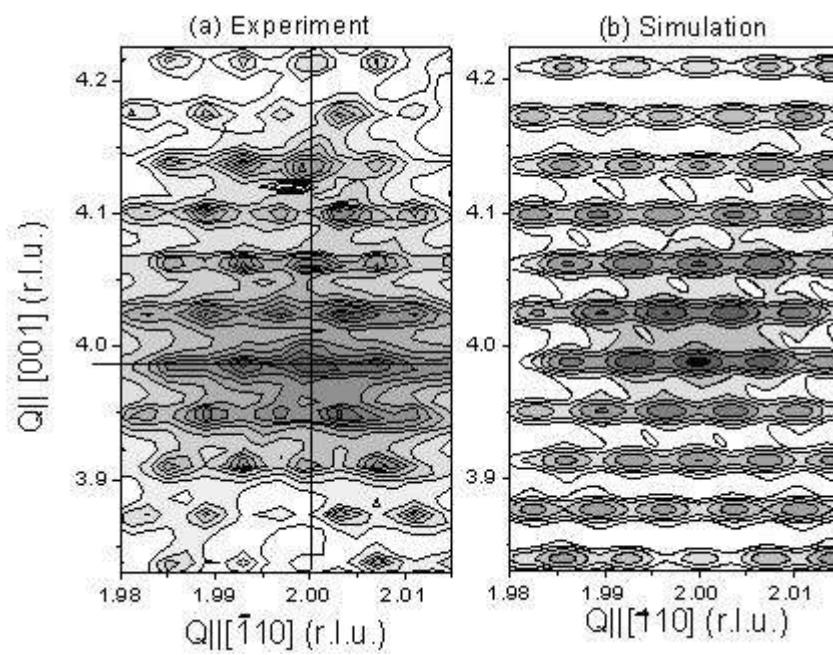 (a) Experiment
(b) Simulation
Q|| [001] (r.l.u.)
4.2
4.1
4.0
3.9
4.2
4.1
4.0
3.9
1.98 1.99 2.00 2.01
1.98 1.99 2.00 2.01
Q||[1̄10] (r.l.u.)
Q||[1̄10] (r.l.u.)